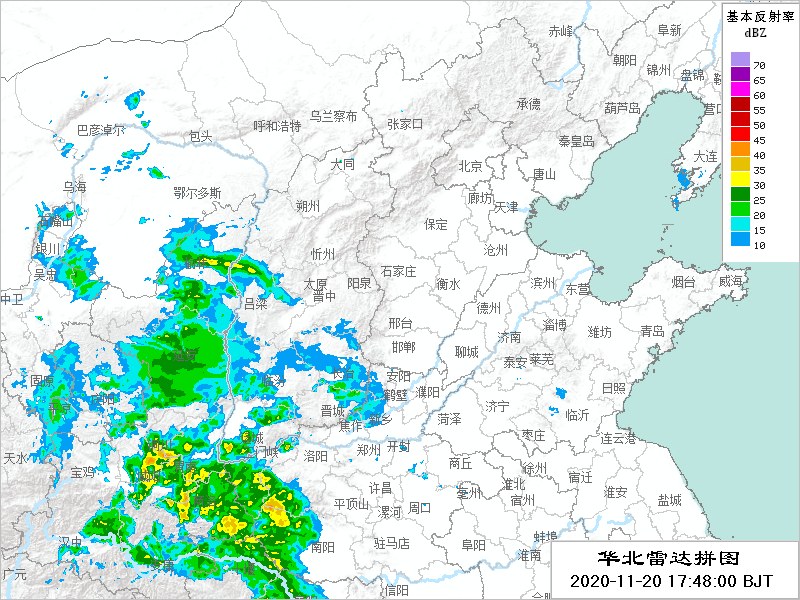 基本反射率
dBZ
70
65
60
55
50
45
40
35
30
25
20
15
10
赤峰
阜新
朝阳
锦州
盘锦
鞍
营口
葫芦岛
承德
秦皇岛
大连
巴彦淖尔
包头
呼和浩特
乌兰察布
张家口
大同
北京
唐山
廊坊
天津
乌海
鄂尔多斯
朔州
保定
沧州
银川
吴忠
中卫
忻州
石家庄
太原
晋中
阳泉
衡水
滨州
东营
烟台
威海
吕梁
德州
邢台
济南
淄博
潍坊
青岛
邯郸
聊城
泰安
莱芜
长治
安阳
鹤壁
濮阳
临汾
固原
晋城
新乡
焦作
菏泽
济宁
日照
临沂
枣庄
连云港
天水
宝鸡
洛阳
郑州
开封
商丘
徐州
宿迁
淮北
宿州
亳州
淮安
盐城
许昌
平顶山
漯河
周口
汉中
南阳
驻马店
阜阳
蚌埠
淮南
广元
信阳
合肥
华北雷达拼图
2020-11-20 17:48:00 BJT